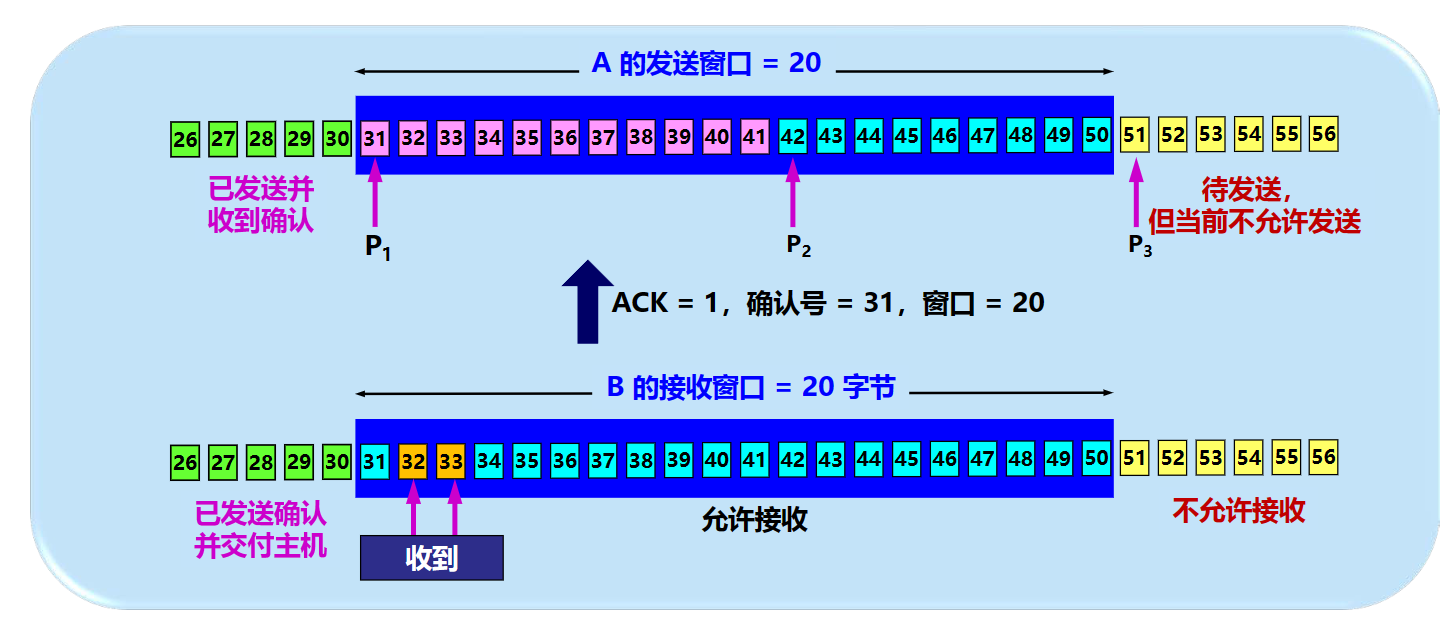 A 的发送窗口 = 20
26 27 28 29 30 31 32 33 34 35 36 37 38 39 40 41 42 43 44 45 46 47 48 49 50 51 52 53 54 55 56
已发送并
收到确认
待发送，
但当前不允许发送
P1
P2
P3
ACK = 1，确认号 = 31，窗口 = 20
B 的接收窗口 = 20 字节
26 27 28 29 30 31 32 33 34 35 36 37 38 39 40 41 42 43 44 45 46 47 48 49 50 51 52 53 54 55 56
已发送确认
并交付主机
允许接收
不允许接收
收到